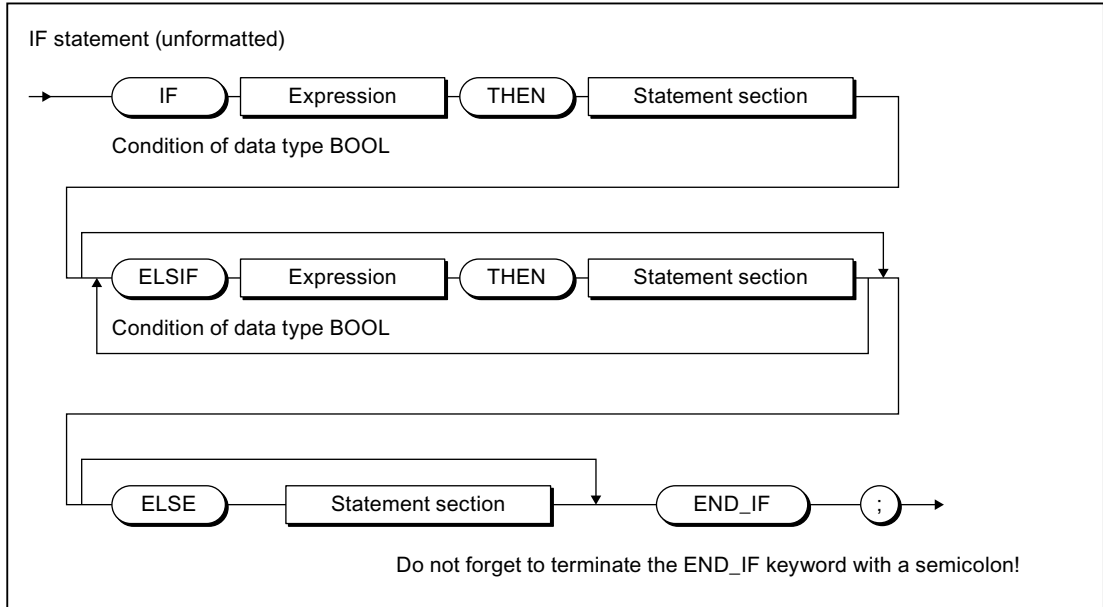 IF statement (unformatted)
IF Expression THEN Statement section
Condition of data type BOOL
ELSIF Expression THEN Statement section
Condition of data type BOOL
ELSE Statement section END_IF ;
Do not forget to terminate the END_IF keyword with a semicolon!